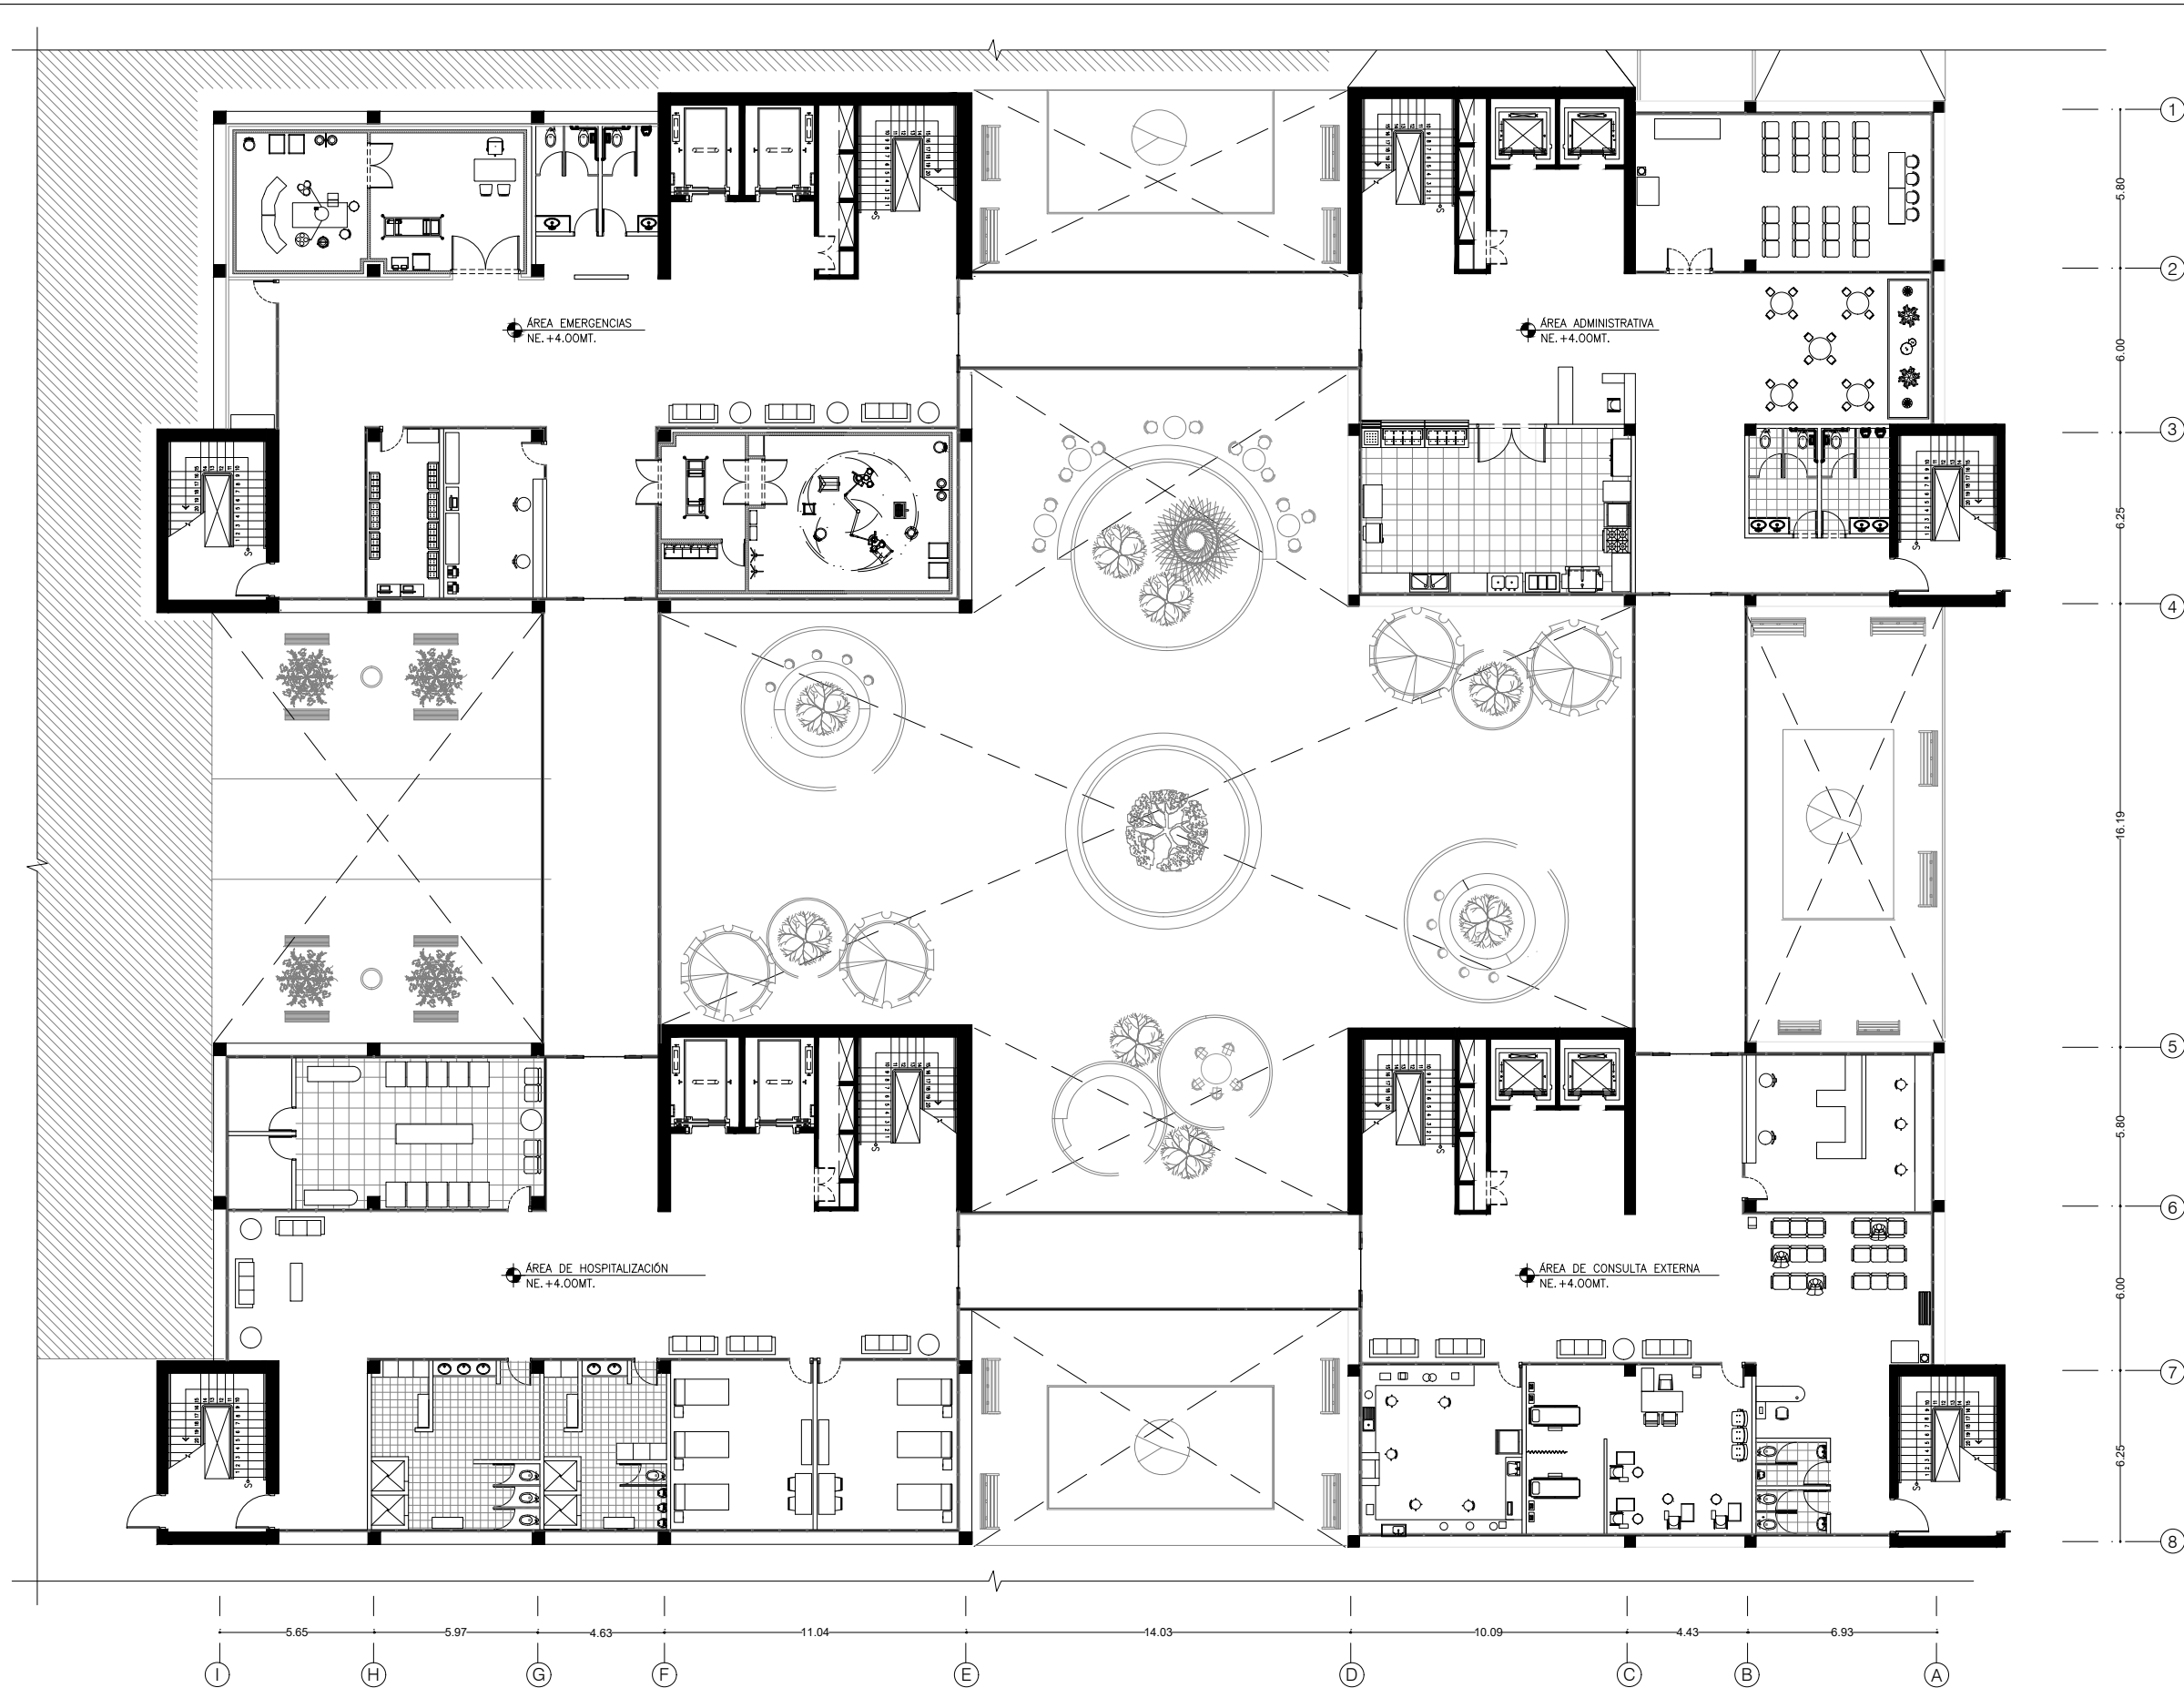 1
5.80
2
ÁREA EMERGENCIAS
NE.+4.00MT.
ÁREA ADMINISTRATIVA
NE.+4.00MT.
6.00
3
6.25
4
16.19
5
5.80
6
ÁREA DE HOSPITALIZACIÓN
NE.+4.00MT.
ÁREA DE CONSULTA EXTERNA
NE.+4.00MT.
6.00
7
6.25
8
5.65 5.97 4.63 11.04 14.03 10.09 4.43 6.93
I H G F E D C B A